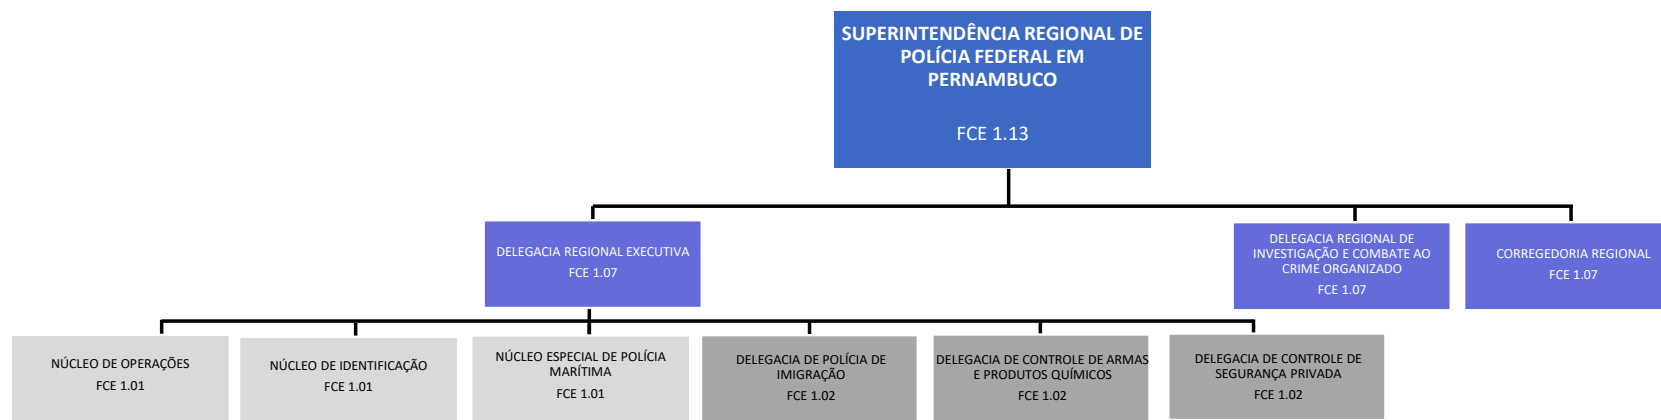 SUPERINTENDÊNCIA REGIONAL DE
POLÍCIA FEDERAL EM
PERNAMBUCO
FCE 1.13
DELEGACIA REGIONAL EXECUTIVA
FCE 1.07
DELEGACIA REGIONAL DE
INVESTIGAÇÃO E COMBATE AO
CRIME ORGANIZADO
FCE 1.07
CORREGEDORIA REGIONAL
FCE 1.07
NÚCLEO DE OPERAÇÕES
FCE 1.01
NÚCLEO DE IDENTIFICAÇÃO
FCE 1.01
NÚCLEO ESPECIAL DE POLÍCIA
MARÍTIMA
FCE 1.01
DELEGACIA DE POLÍCIA DE
IMIGRAÇÃO
FCE 1.02
DELEGACIA DE CONTROLE DE ARMAS
E PRODUTOS QUÍMICOS
FCE 1.02
DELEGACIA DE CONTROLE DE
SEGURANÇA PRIVADA
FCE 1.02